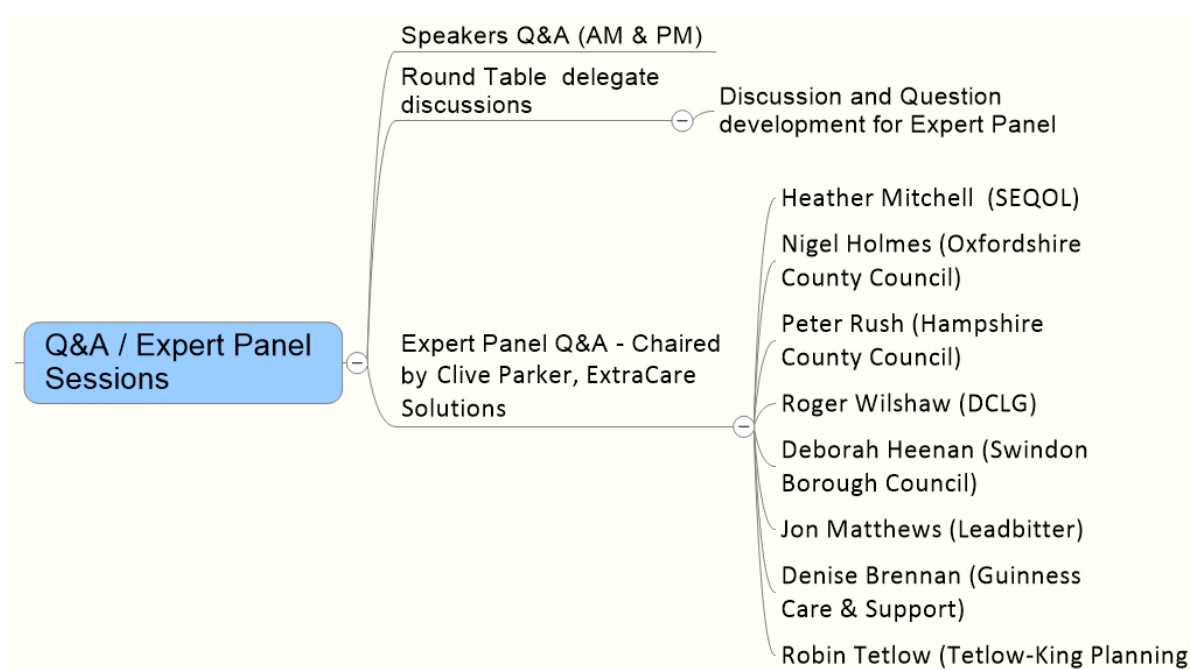 Speakers Q&A (AM & PM)
Round Table  delegate
discussions
Discussion and Question
development for Expert Panel
Q&A / Expert Panel
Sessions
Expert Panel Q&A - Chaired
by Clive Parker, ExtraCare
Solutions
Heather Mitchell  (SEQOL)
Nigel Holmes (Oxfordshire
County Council)
Peter Rush (Hampshire
County Council)
Roger Wilshaw (DCLG)
Deborah Heenan (Swindon
Borough Council)
Jon Matthews (Leadbitter)
Denise Brennan (Guinness
Care & Support)
Robin Tetlow (Tetlow-King Planning